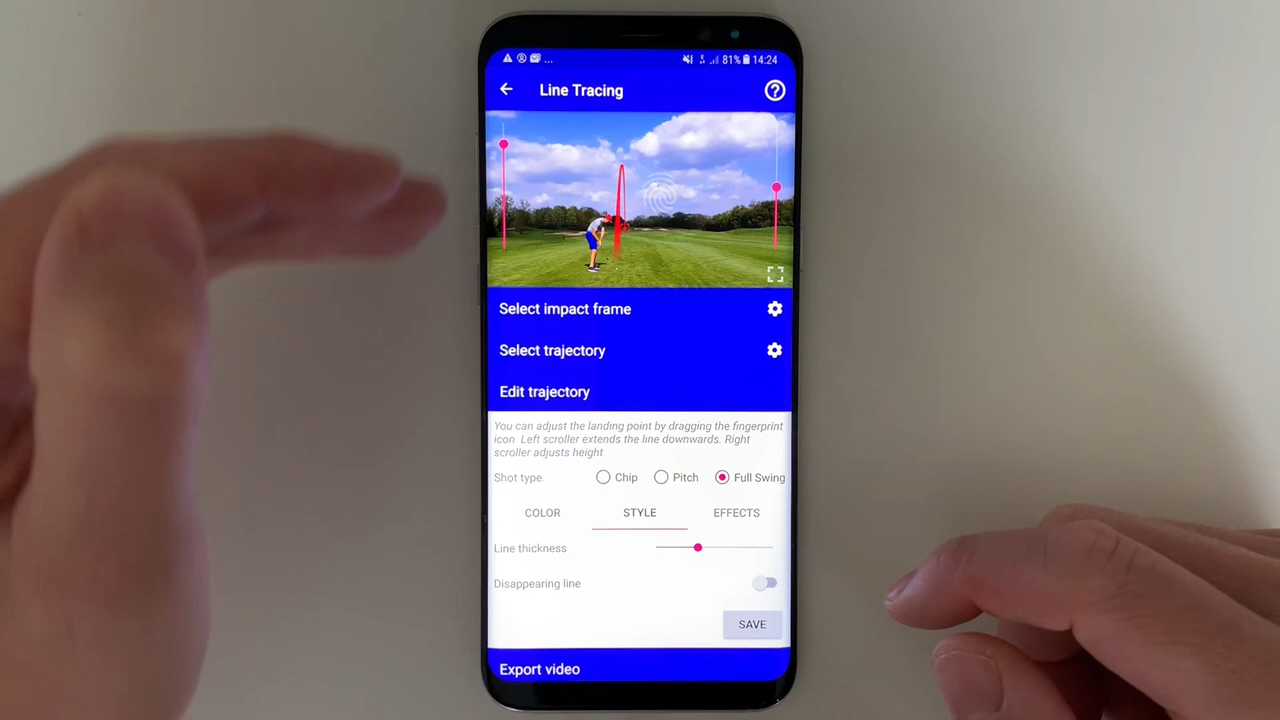 ... 81% 14:24
Line Tracing
Select impact frame
Select trajectory
Edit trajectory
You can adjust the landing point by dragging the fingerprint
icon Left scroller extends the line downwards. Right
scroller adjusts height
Shot type. Chip Pitch Full Swing
COLOR STYLE EFFECTS
Line thickness
Disappearing line
SAVE
Export video